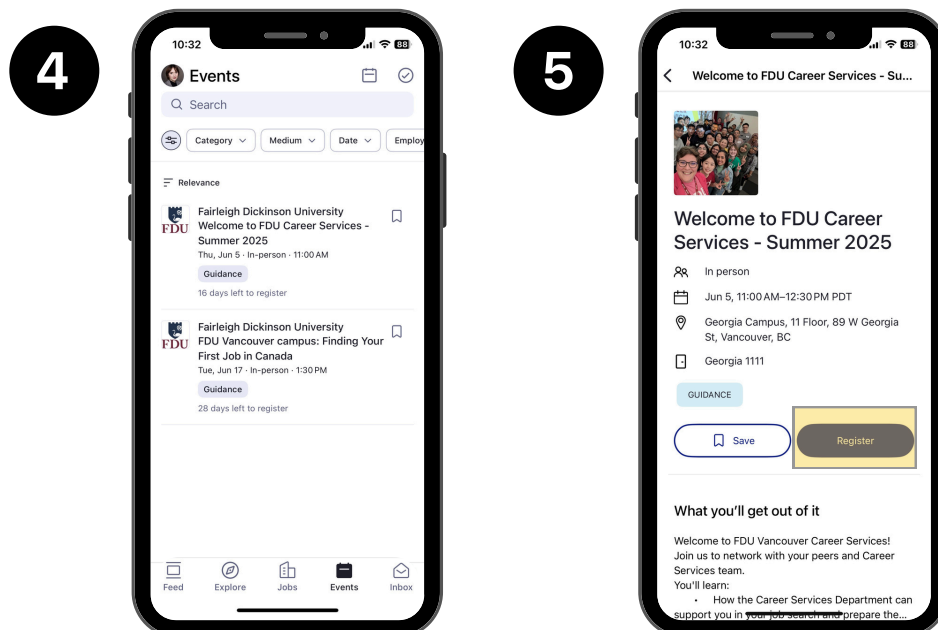 4
10:32
88
Events
Search
Category
Medium
Date
Employ
Relevance
FDU
Fairleigh Dickinson University
Welcome to FDU Career Services -
Summer 2025
Thu, Jun 5 · In-person · 11:00 AM
Guidance
16 days left to register
FDU
Fairleigh Dickinson University
FDU Vancouver campus: Finding Your
First Job in Canada
Tue, Jun 17 · In-person · 1:30 PM
Guidance
28 days left to register
Feed
Explore
Jobs
Events
Inbox
5
10:32
88
Welcome to FDU Career Services - Su...
Welcome to FDU Career
Services - Summer 2025
In person
Jun 5, 11:00 AM–12:30 PM PDT
Georgia Campus, 11 Floor, 89 W Georgia
St, Vancouver, BC
Georgia 1111
GUIDANCE
Save
Register
What you’ll get out of it
Welcome to FDU Vancouver Career Services!
Join us to network with your peers and Career
Services team.
You'll learn:
• How the Career Services Department can
support you in your job search and prepare the...